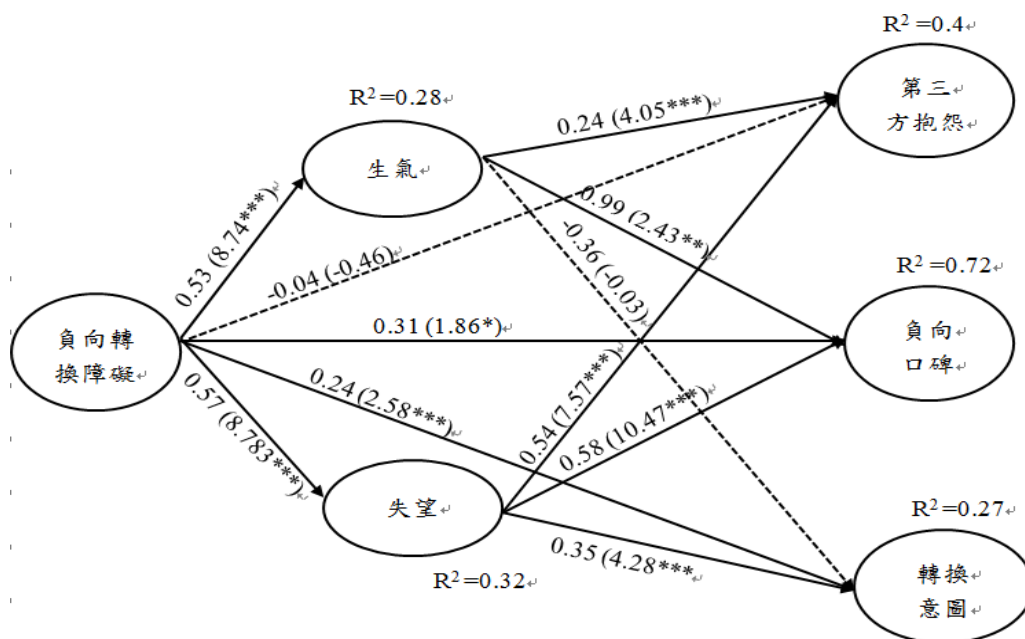 R² =0.4
第三
方抱怨
R² =0.28
生氣
0.24 (4.05***)
0.99 (2.43**)
-0.36 (-0.03)
0.53 (8.74***)
-0.04 (-0.46)
R² =0.72
負向
口碑
負向轉
換障礙
0.31 (1.86*)
0.24 (2.58***)
0.57 (8.783***)
0.54 (7.57***)
0.58 (10.47***)
失望
R² =0.32
0.35 (4.28***
R² =0.27
轉換
意圖